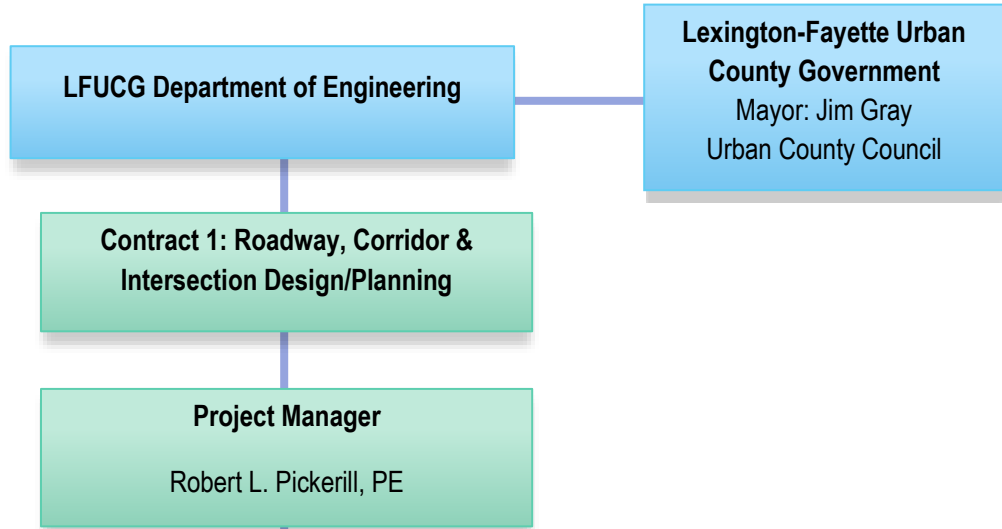 LFUCG Department of Engineering
Lexington-Fayette Urban
County Government
Mayor: Jim Gray
Urban County Council
Contract 1: Roadway, Corridor &
Intersection Design/Planning
Project Manager
Robert L. Pickerill, PE